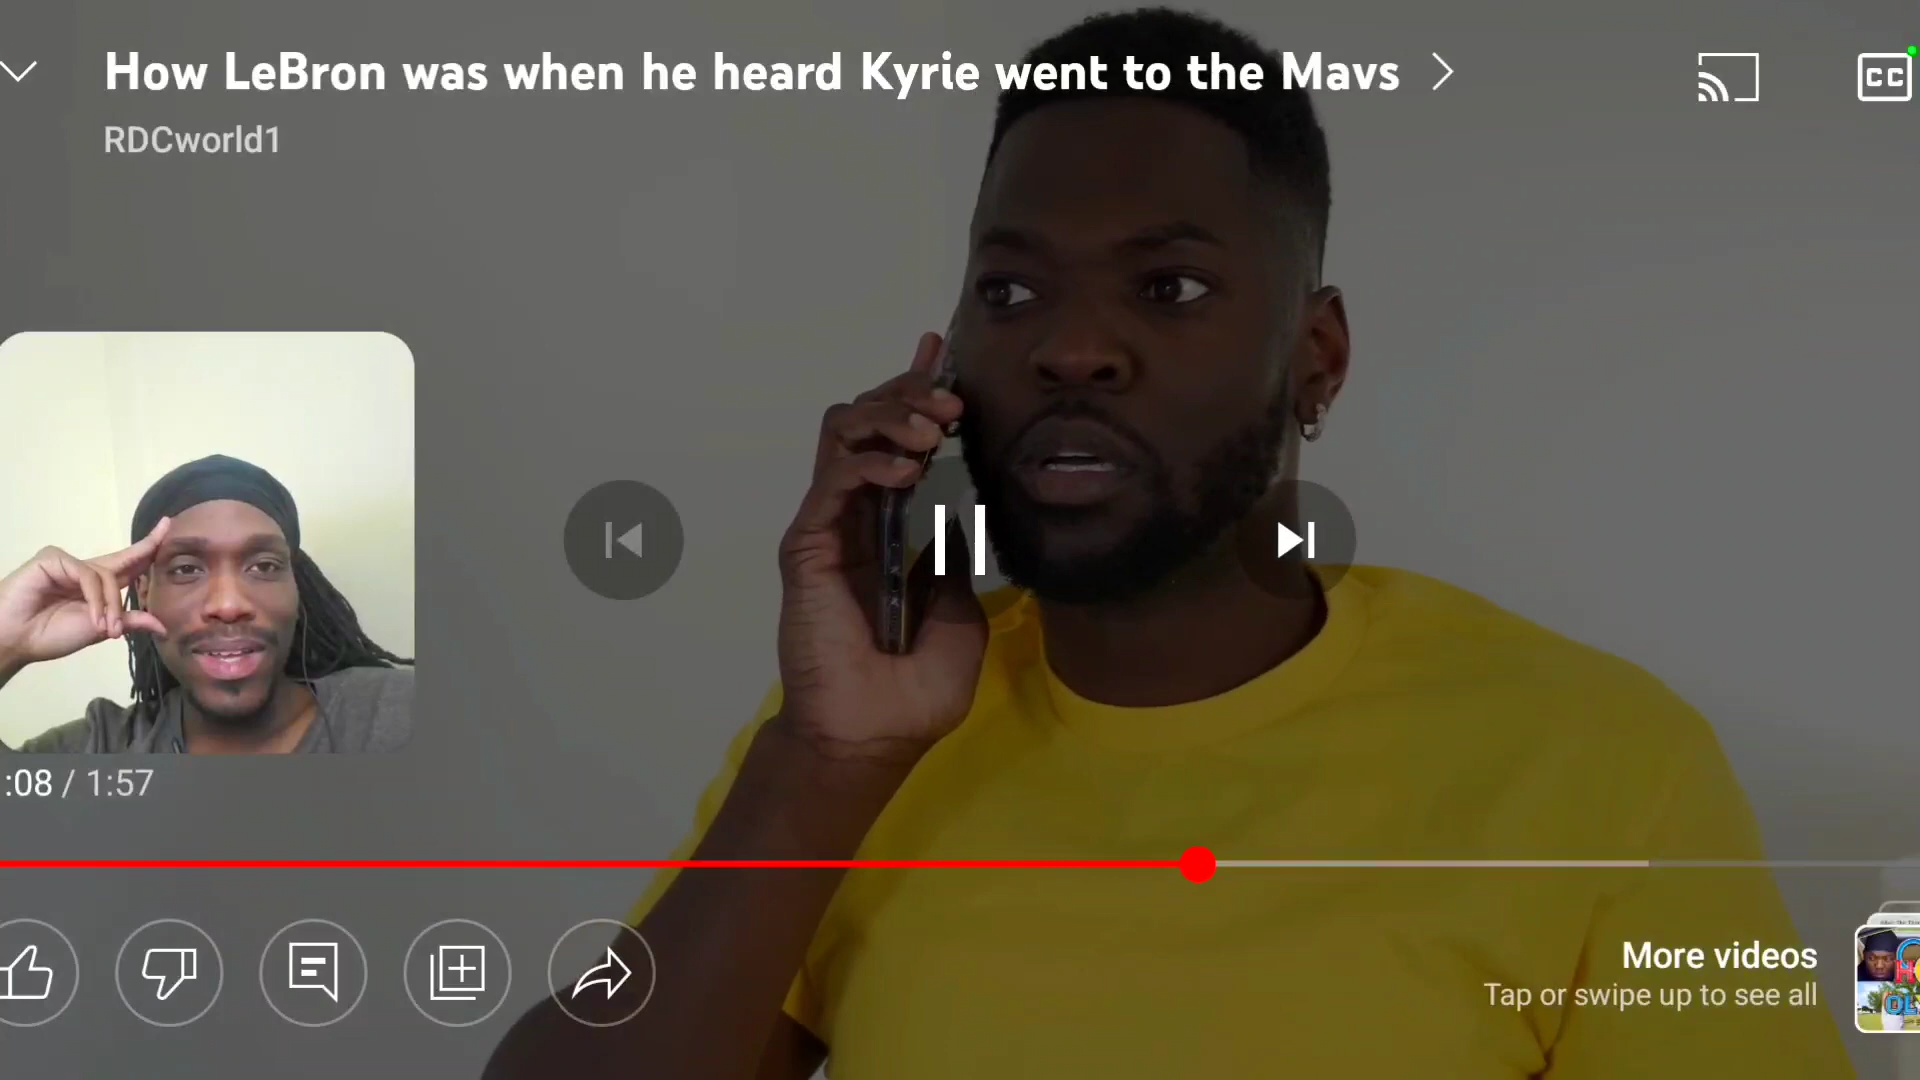 How LeBron was when he heard Kyrie went to the Mavs
RDCworld1
CC
:08 / 1:57
More videos
Tap or swipe up to see all